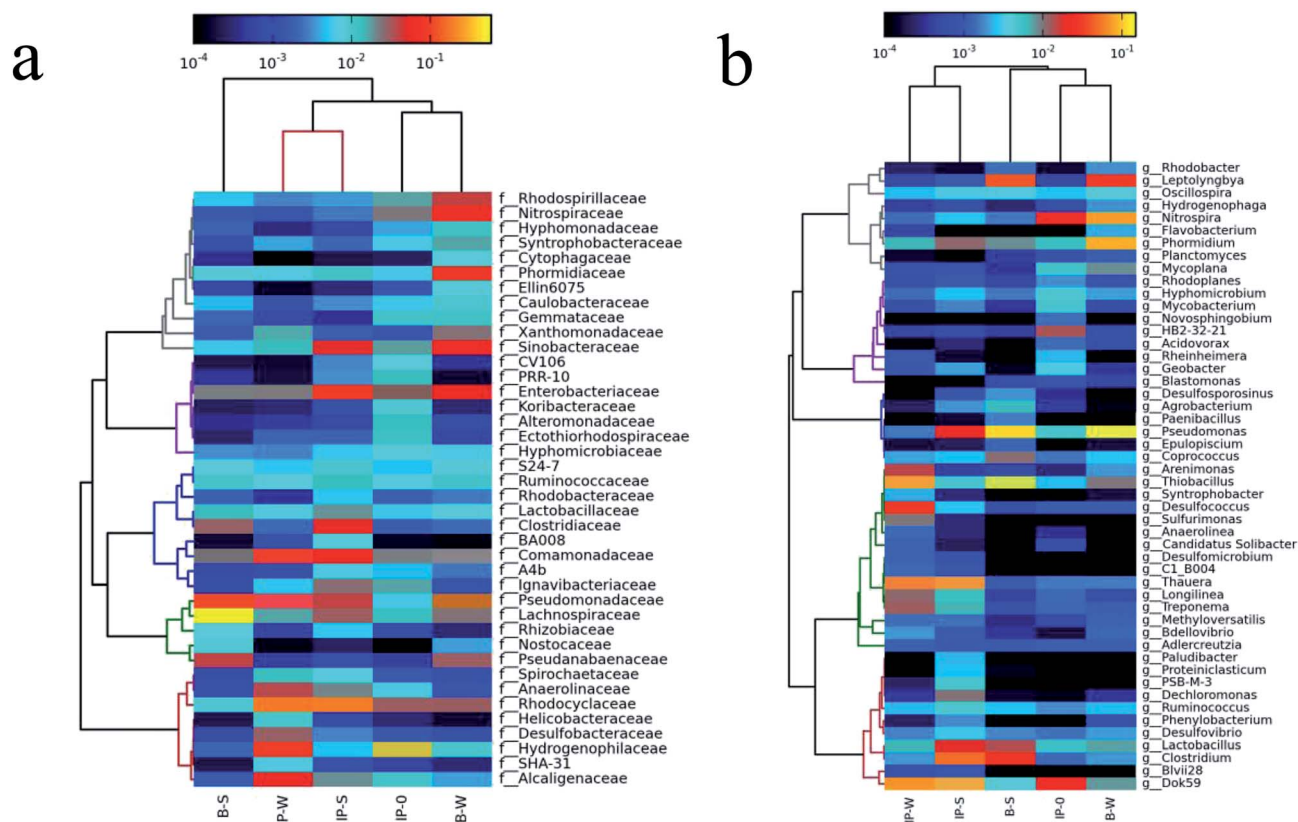 a
10^-4 10^-3 10^-2 10^-1
f__Rhodospirillaceae
f__Nitrospiraceae
f__Hyphomonadaceae
f__Syntrophobacteraceae
f__Cytophagaceae
f__Phormidiaceae
f__Ellin6075
f__Caulobacteraceae
f__Gemmataceae
f__Xanthomonadaceae
f__Sinobacteraceae
f__CV106
f__PRR-10
f__Enterobacteriaceae
f__Koribacteraceae
f__Alteromonadaceae
f__Ectothiorhodospiraceae
f__Hyphomicrobiaceae
f__S24-7
f__Ruminococcaceae
f__Rhodobacteraceae
f__Lactobacillaceae
f__Clostridiaceae
f__BA008
f__Comamonadaceae
f__A4b
f__Ignavibacteriaceae
f__Pseudomonadaceae
f__Lachnospiraceae
f__Rhizobiaceae
f__Nostocaceae
f__Pseudanabaenaceae
f__Spirochaetaceae
f__Anaerolinaceae
f__Rhodocyclaceae
f__Helicobacteraceae
f__Desulfobacteraceae
f__Hydrogenophilaceae
f__SHA-31
f__Alcaligenaceae
B-S P-W IP-S IP-0 B-W
b
10^-4 10^-3 10^-2 10^-1
g__Rhodobacter
g__Leptolyngbya
g__Oscillospira
g__Hydrogenophaga
g__Nitrospira
g__Flavobacterium
g__Phormidium
g__Planctomyces
g__Mycoplana
g__Rhodoplanes
g__Hyphomicrobium
g__Mycobacterium
g__Novosphingobium
g__HB2-32-21
g__Acidovorax
g__Rheinheimera
g__Geobacter
g__Blastomonas
g__Desulfosporosinus
g__Agrobacterium
g__Paenibacillus
g__Pseudomonas
g__Epulopiscium
g__Coprococcus
g__Arenimonas
g__Thiobacillus
g__Syntrophobacter
g__Desulfococcus
g__Sulfurimonas
g__Anaerolinea
g__Candidatus Solibacter
g__Desulfomicrobium
g__C1_B004
g__Thauera
g__Longilinea
g__Treponema
g__Methyloversatilis
g__Bdellovibrio
g__Adlercreutzia
g__Paludibacter
g__Proteiniclasticum
g__PSB-M-3
g__Dechloromonas
g__Ruminococcus
g__Phenylobacterium
g__Desulfovibrio
g__Lactobacillus
g__Clostridium
g__Blvii28
g__Dok59
IP-W IP-S B-S IP-0 B-W